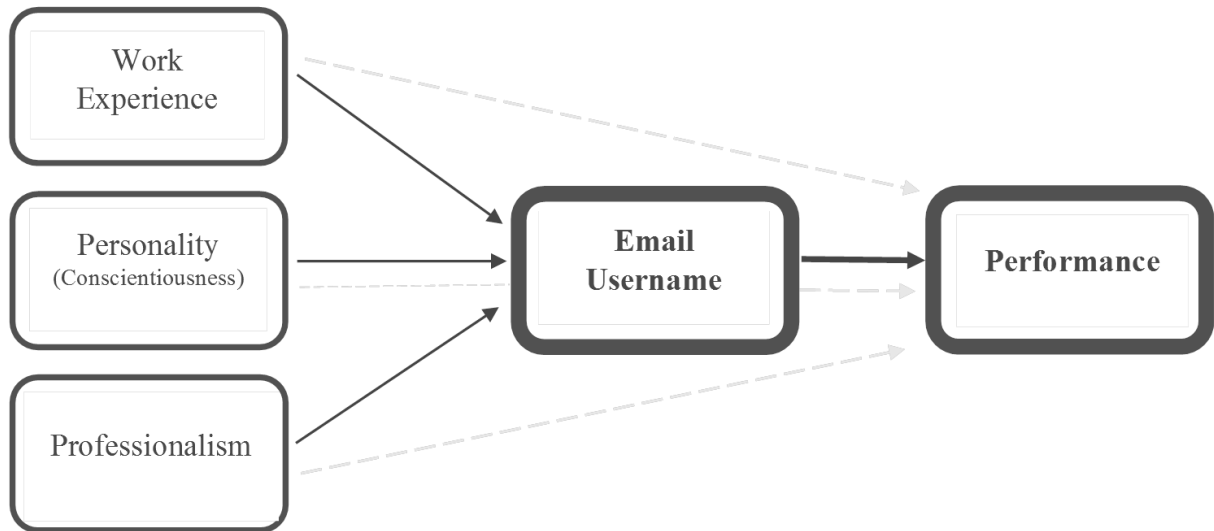 Work
Experience
Personality
(Conscientiousness)
Professionalism
Email
Username
Performance